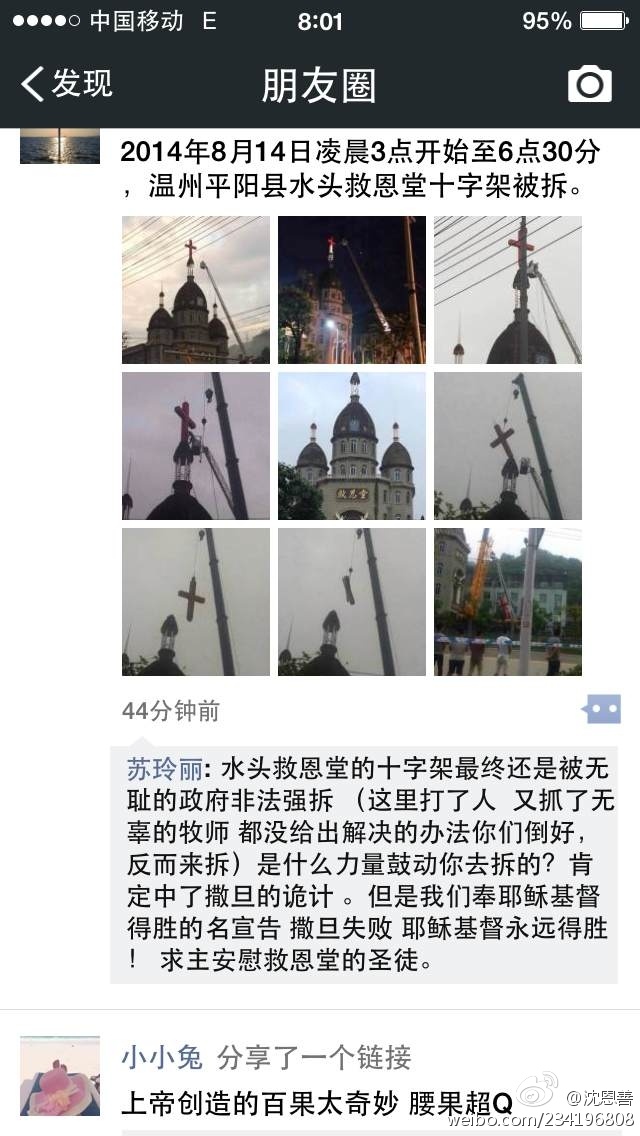 中国移动 E 8:01 95%
发现 朋友圈
2014年8月14日凌晨3点开始至6点30分
，温州平阳县水头救恩堂十字架被拆。
救恩堂
44分钟前
苏玲丽: 水头救恩堂的十字架最终还是被无
耻的政府非法强拆 （这里打了人 又抓了无
辜的牧师 都没给出解决的办法你们倒好，
反而来拆）是什么力量鼓动你去拆的？肯
定中了撒旦的诡计 。但是我们奉耶稣基督
得胜的名宣告 撒旦失败 耶稣基督永远得胜
！ 求主安慰救恩堂的圣徒。
小小兔 分享了一个链接
上帝创造的百果太奇妙 腰果超Q
@沈恩善
weibo.com/234196808